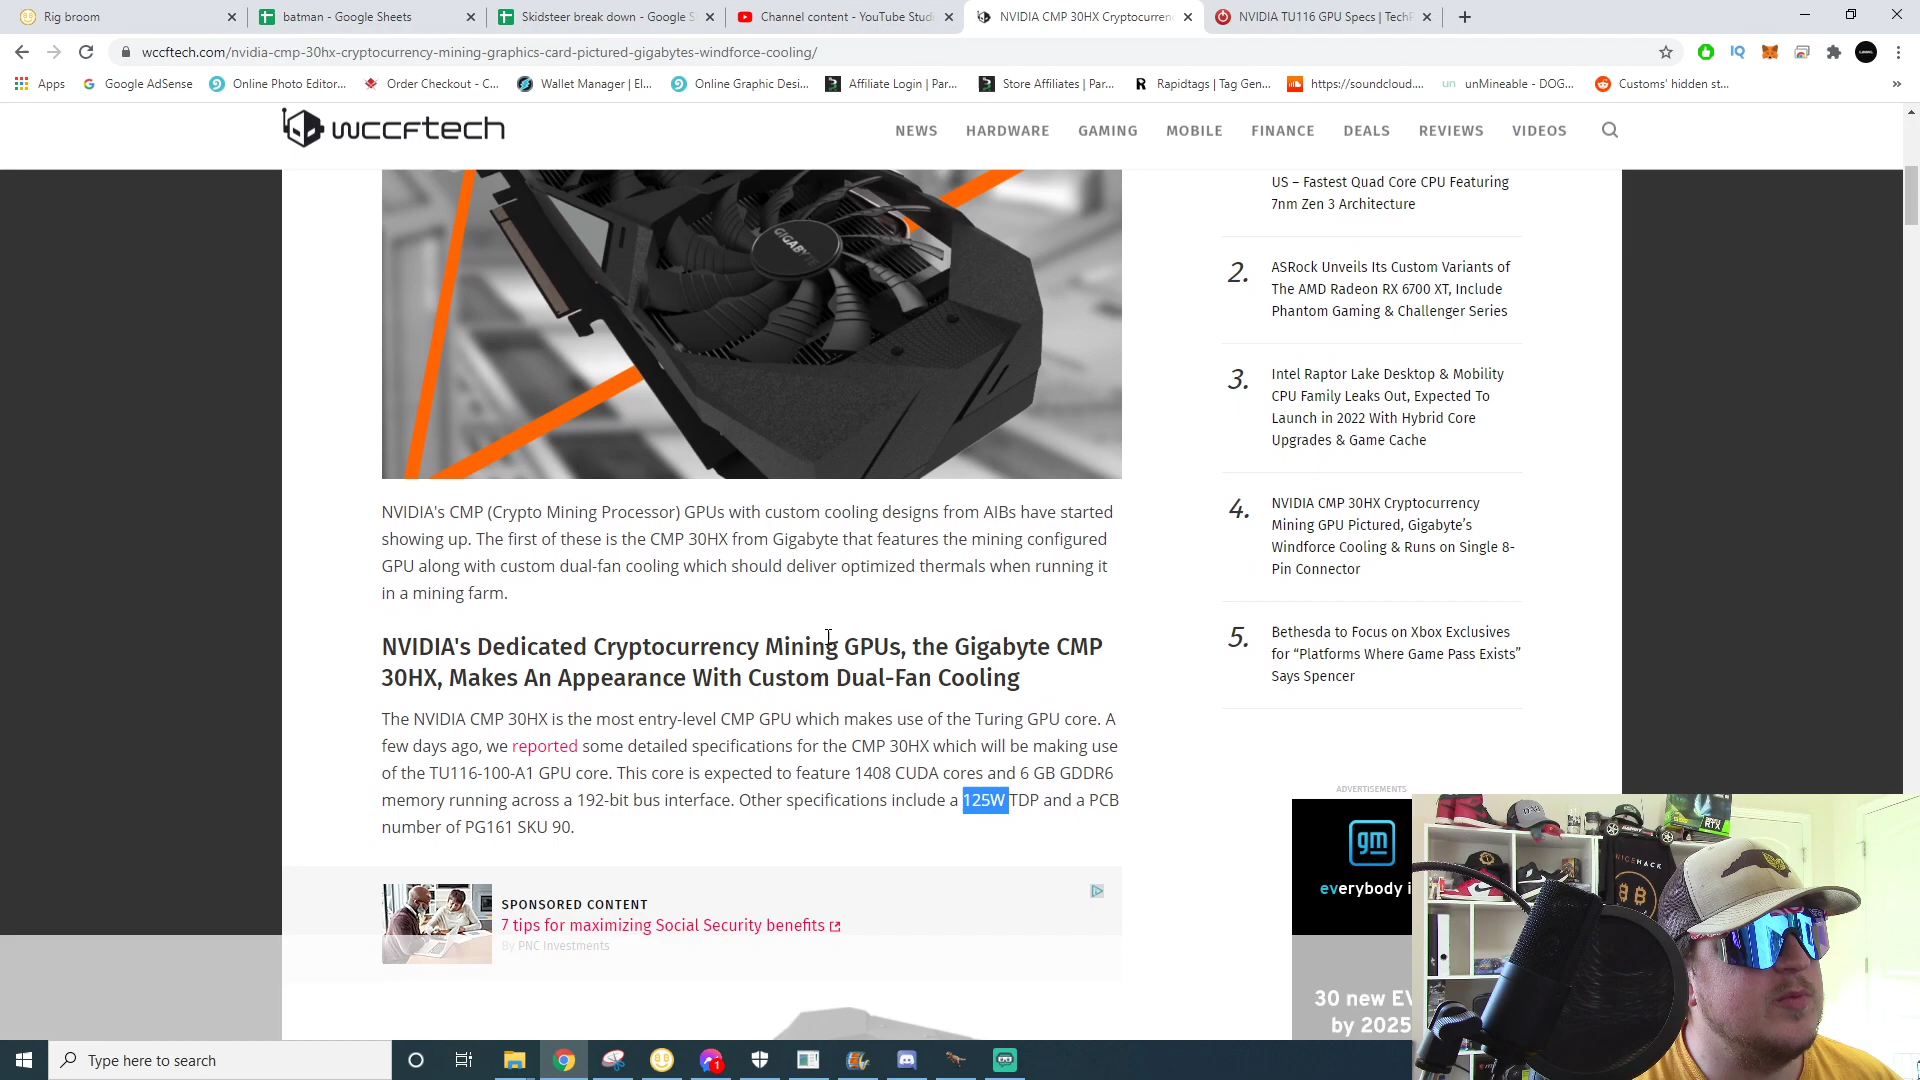 Rig broom
batman - Google Sheets
Skidsteer break down - Google S
Channel content - YouTube Studi
NVIDIA CMP 30HX Cryptocurren
NVIDIA TU116 GPU Specs | TechP
wccftech.com/nvidia-cmp-30hx-cryptocurrency-mining-graphics-card-pictured-gigabytes-windforce-cooling/
Apps
Google AdSense
Online Photo Editor...
Order Checkout - C...
Wallet Manager | El...
Online Graphic Desi...
Affiliate Login | Par...
Store Affiliates | Par...
Rapidtags | Tag Gen...
https://soundcloud....
unMineable - DOG...
Customs' hidden st...
wccftech
NEWS
HARDWARE
GAMING
MOBILE
FINANCE
DEALS
REVIEWS
VIDEOS
GIGABYTE
NVIDIA's CMP (Crypto Mining Processor) GPUs with custom cooling designs from AIBs have started
showing up. The first of these is the CMP 30HX from Gigabyte that features the mining configured
GPU along with custom dual-fan cooling which should deliver optimized thermals when running it
in a mining farm.
NVIDIA's Dedicated Cryptocurrency Mining GPUs, the Gigabyte CMP
30HX, Makes An Appearance With Custom Dual-Fan Cooling
The NVIDIA CMP 30HX is the most entry-level CMP GPU which makes use of the Turing GPU core. A
few days ago, we reported some detailed specifications for the CMP 30HX which will be making use
of the TU116-100-A1 GPU core. This core is expected to feature 1408 CUDA cores and 6 GB GDDR6
memory running across a 192-bit bus interface. Other specifications include a 125W TDP and a PCB
number of PG161 SKU 90.
SPONSORED CONTENT
7 tips for maximizing Social Security benefits
By PNC Investments
US – Fastest Quad Core CPU Featuring
7nm Zen 3 Architecture
2.
ASRock Unveils Its Custom Variants of
The AMD Radeon RX 6700 XT, Include
Phantom Gaming & Challenger Series
3.
Intel Raptor Lake Desktop & Mobility
CPU Family Leaks Out, Expected To
Launch in 2022 With Hybrid Core
Upgrades & Game Cache
4.
NVIDIA CMP 30HX Cryptocurrency
Mining GPU Pictured, Gigabyte's
Windforce Cooling & Runs on Single 8-
Pin Connector
5.
Bethesda to Focus on Xbox Exclusives
for “Platforms Where Game Pass Exists”
Says Spencer
ADVERTISEMENTS
gm
everybody i
30 new EV
by 2025
NICEHACK
RTX
Type here to search
1